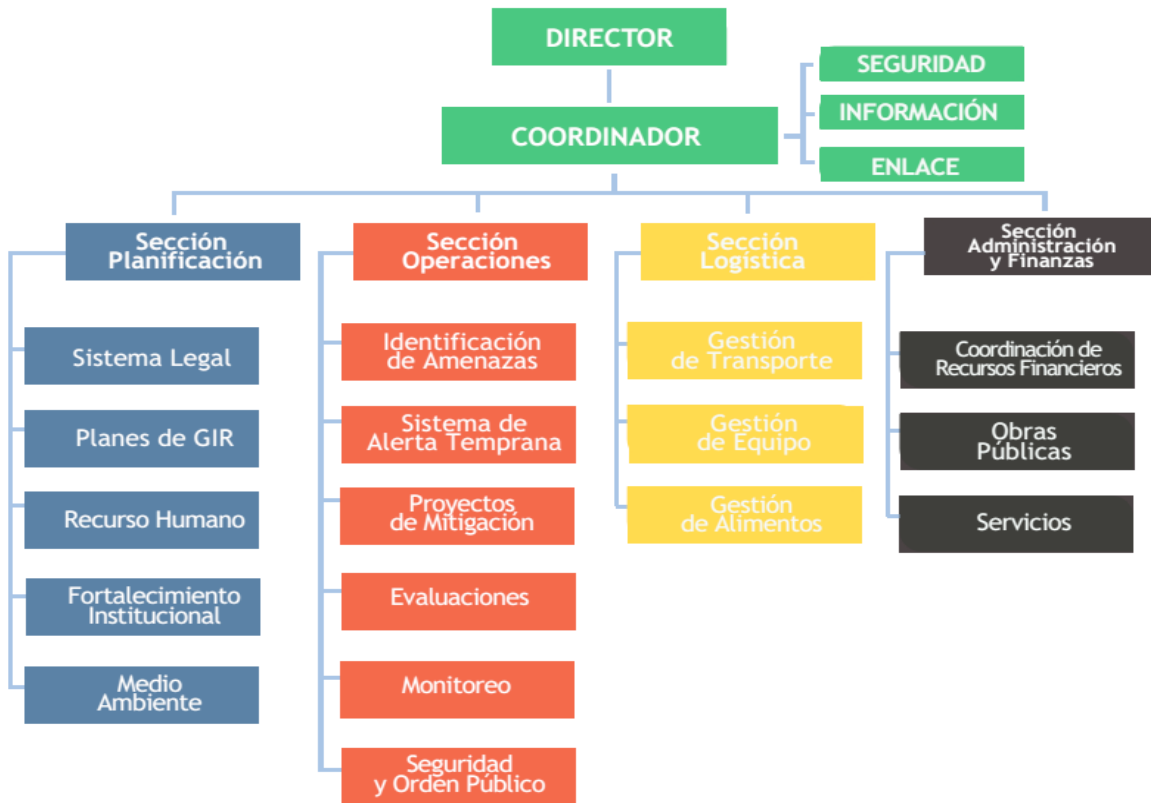 DIRECTOR
COORDINADOR
SEGURIDAD
INFORMACIÓN
ENLACE
Sección
Planificación
Sistema Legal
Planes de GIR
Recurso Humano
Fortalecimiento
Institucional
Medio
Ambiente
Sección
Operaciones
Identificación
de Amenazas
Sistema de
Alerta Temprana
Proyectos
de Mitigación
Evaluaciones
Monitoreo
Seguridad
y Orden Público
Sección
Logística
Gestión
de Transporte
Gestión
de Equipo
Gestión
de Alimentos
Sección
Administración
y Finanzas
Coordinación de
Recursos Financieros
Obras
Públicas
Servicios